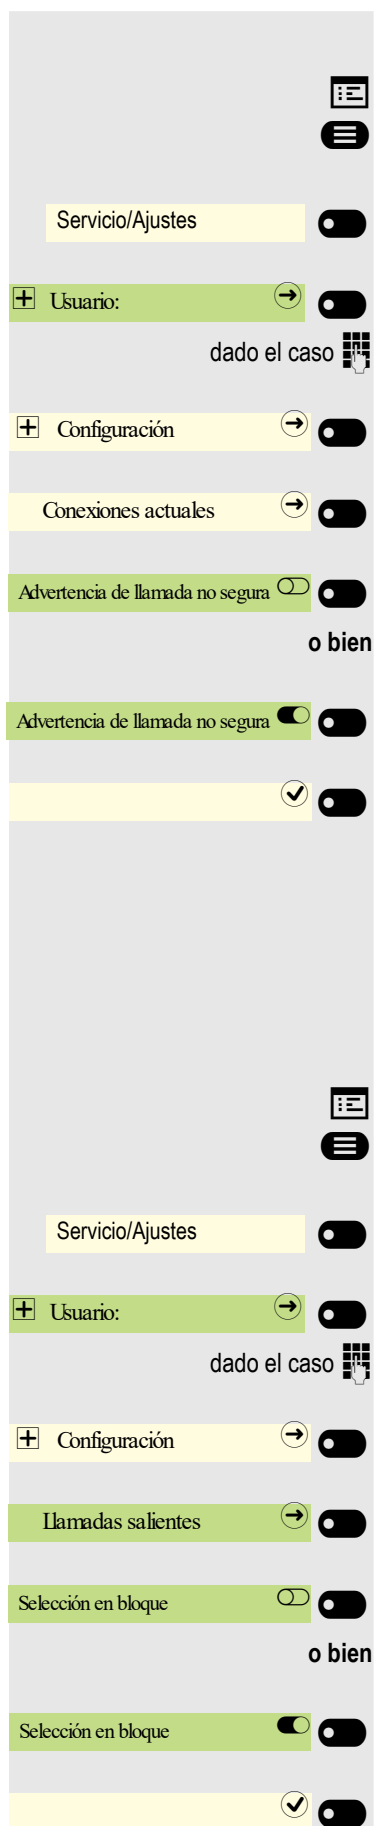 Servicio/Ajustes
Usuario:
dado el caso
Configuración
Conexiones actuales
Advertencia de llamada no segura
o bien
Advertencia de llamada no segura
Servicio/Ajustes
Usuario:
dado el caso
Configuración
Llamadas salientes
Selección en bloque
o bien
Selección en bloque